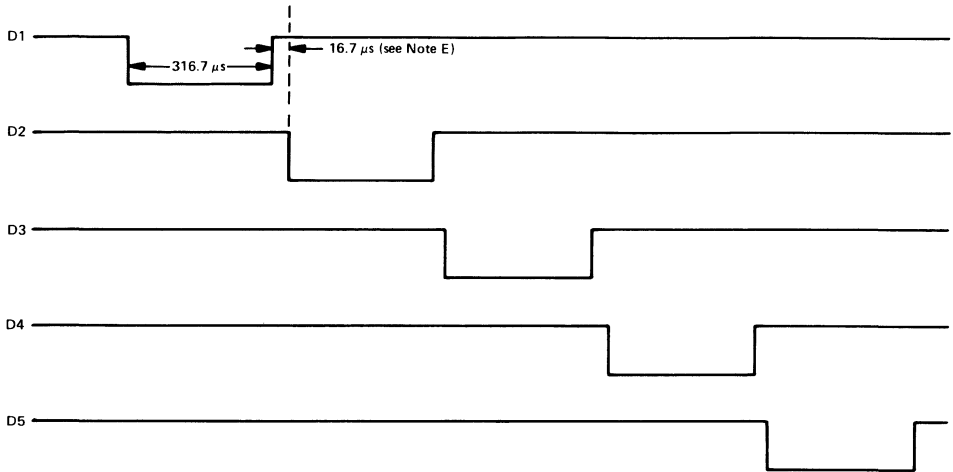 D1
16.7 μs (see Note E)
316.7 μs
D2
D3
D4
D5